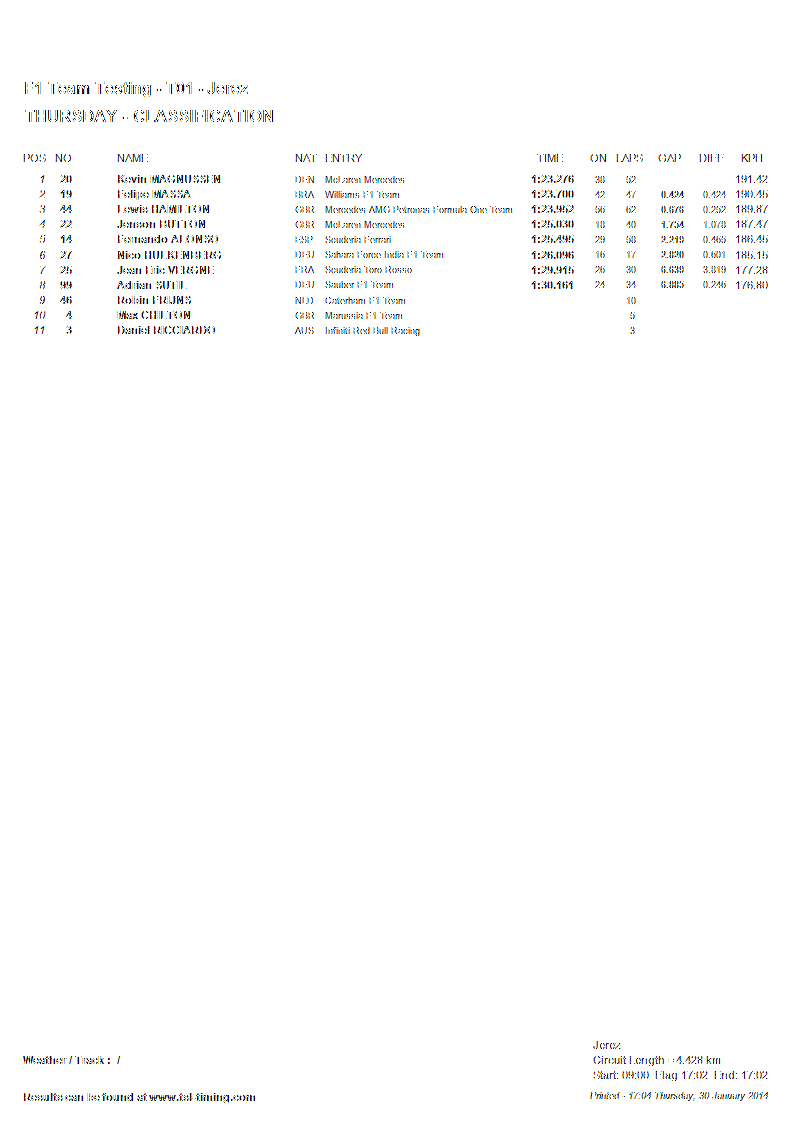 F1 Team Testing - T01 - Jerez
THURSDAY - CLASSIFICATION
POS NO NAME NAT ENTRY TIME ON LAPS GAP DIFF KPH
1 20 Kevin MAGNUSSEN DEN McLaren Mercedes 1:23.276 38 52 191.42
2 19 Felipe MASSA BRA Williams F1 Team 1:23.700 42 47 0.424 0.424 190.45
3 44 Lewis HAMILTON GBR Mercedes AMG Petronas Formula One Team 1:23.952 56 62 0.676 0.252 189.87
4 22 Jenson BUTTON GBR McLaren Mercedes 1:25.030 18 40 1.754 1.078 187.47
5 14 Fernando ALONSO ESP Scuderia Ferrari 1:25.495 29 58 2.219 0.465 186.45
6 27 Nico HULKENBERG DEU Sahara Force India F1 Team 1:26.096 16 17 2.820 0.601 185.15
7 25 Jean-Eric VERGNE FRA Scuderia Toro Rosso 1:29.915 26 30 6.639 3.819 177.28
8 99 Adrian SUTIL DEU Sauber F1 Team 1:30.161 24 34 6.885 0.246 176.80
9 46 Robin FRIJNS NLD Caterham F1 Team 10
10 4 Max CHILTON GBR Marussia F1 Team 5
11 3 Daniel RICCIARDO AUS Infiniti Red Bull Racing 3
Jerez
Weather / Track : / Circuit Length = 4.428 km
Start: 09:00 Flag 17:02 End: 17:02
Results can be found at www.tsl-timing.com Printed - 17:04 Thursday, 30 January 2014